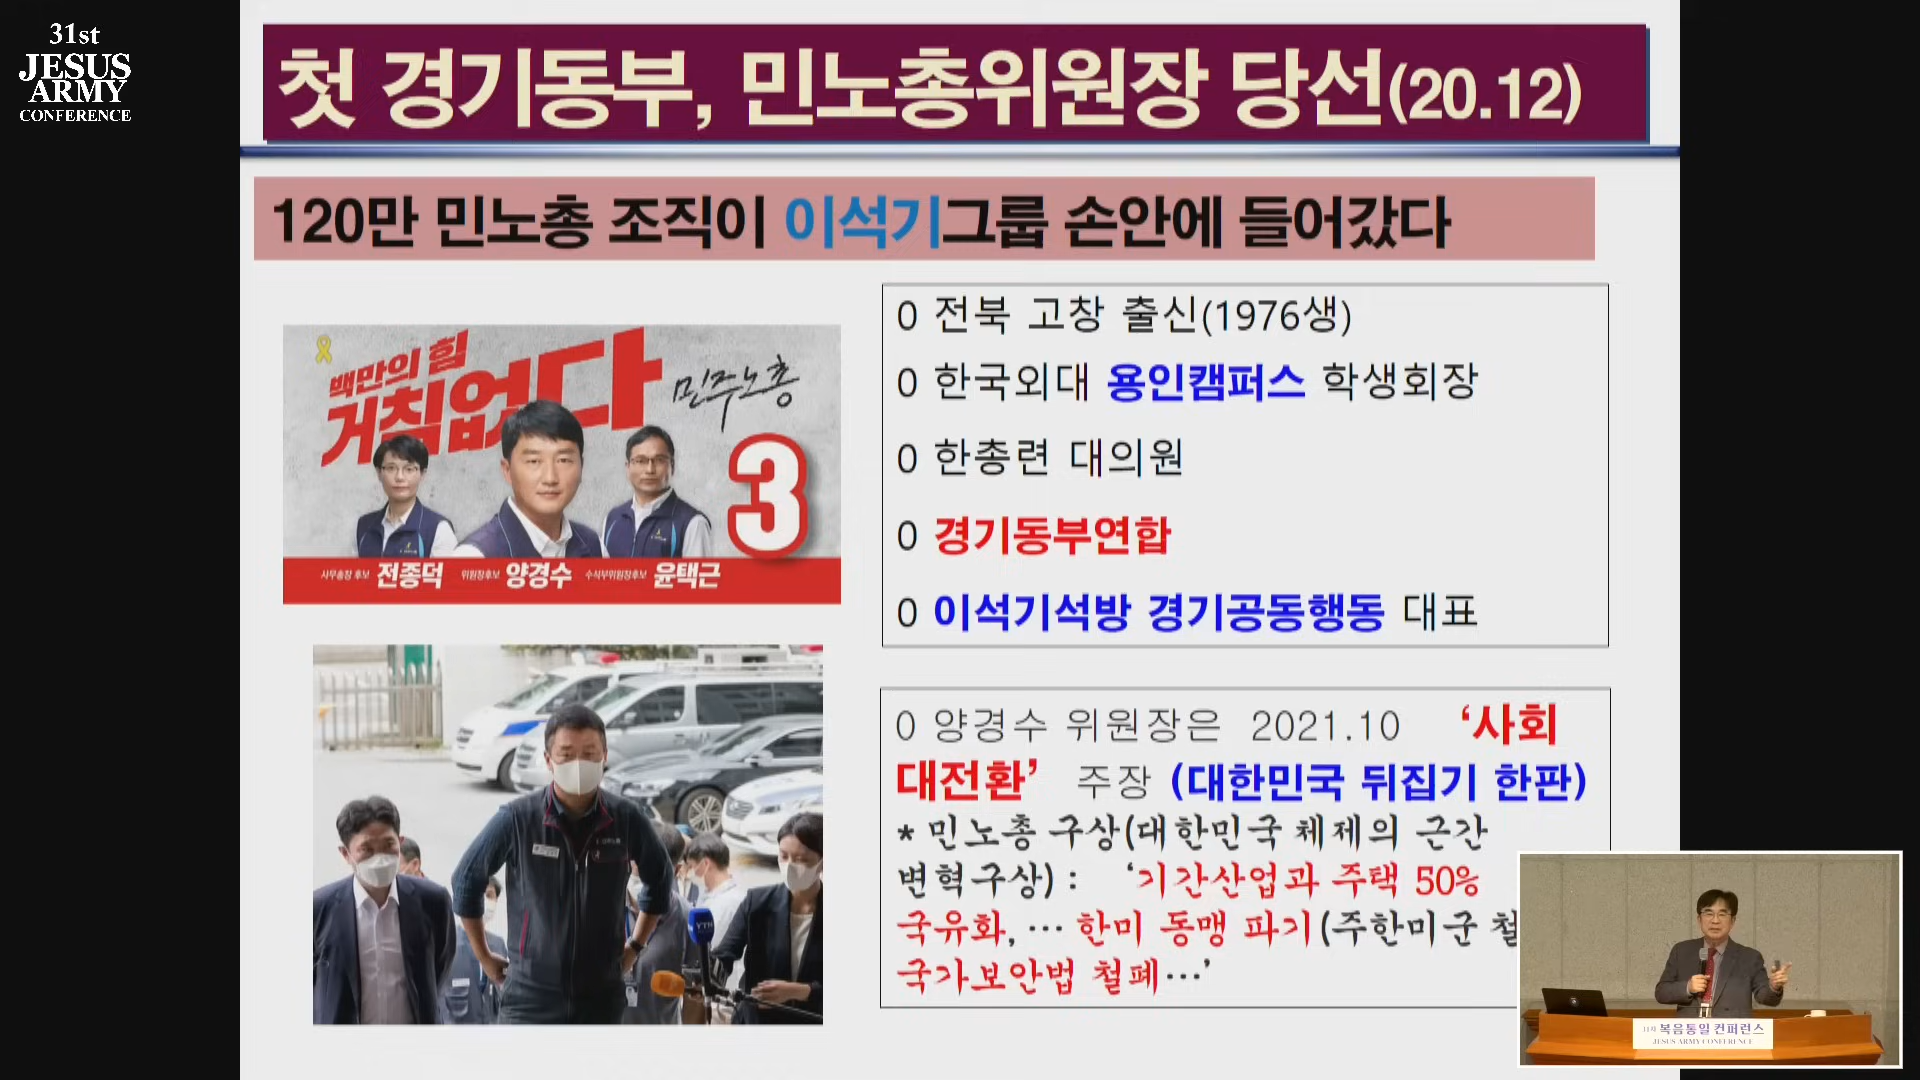 31st
JESUS
ARMY
CONFERENCE
첫 경기동부, 민노총위원장 당선(20.12)
120만 민노총 조직이 이석기그룹 손안에 들어갔다
백만의 힘
거침없다
민주노총
3
사무총장 후보 전종덕 위원장후보 양경수 수석부위원장후보 윤택근
0 전북 고창 출신(1976생)
0 한국외대 용인캠퍼스 학생회장
0 한총련 대의원
0 경기동부연합
0 이석기석방 경기공동행동 대표
0 양경수 위원장은 2021.10 ‘사회
대전환’ 주장 (대한민국 뒤집기 한판)
* 민노총 구상(대한민국 체제의 근간
변혁구상) : ‘기간산업과 주택 50%
국유화, … 한미 동맹 파기(주한미군 철
국가보안법 철폐…’
YTN
31차 복음통일 컨퍼런스
JESUS ARMY CONFERENCE